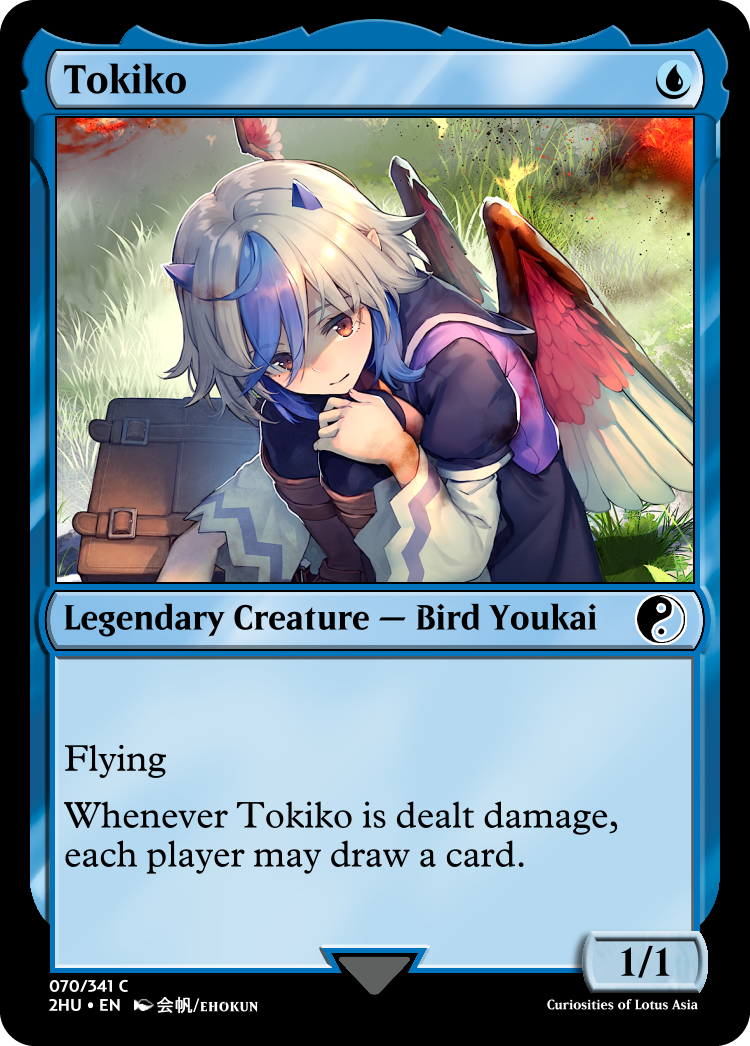 Tokiko
Legendary Creature — Bird Youkai
Flying
Whenever Tokiko is dealt damage,
each player may draw a card.
1/1
070/341 C
2HU • EN 会帆/EHOKUN
Curiosities of Lotus Asia